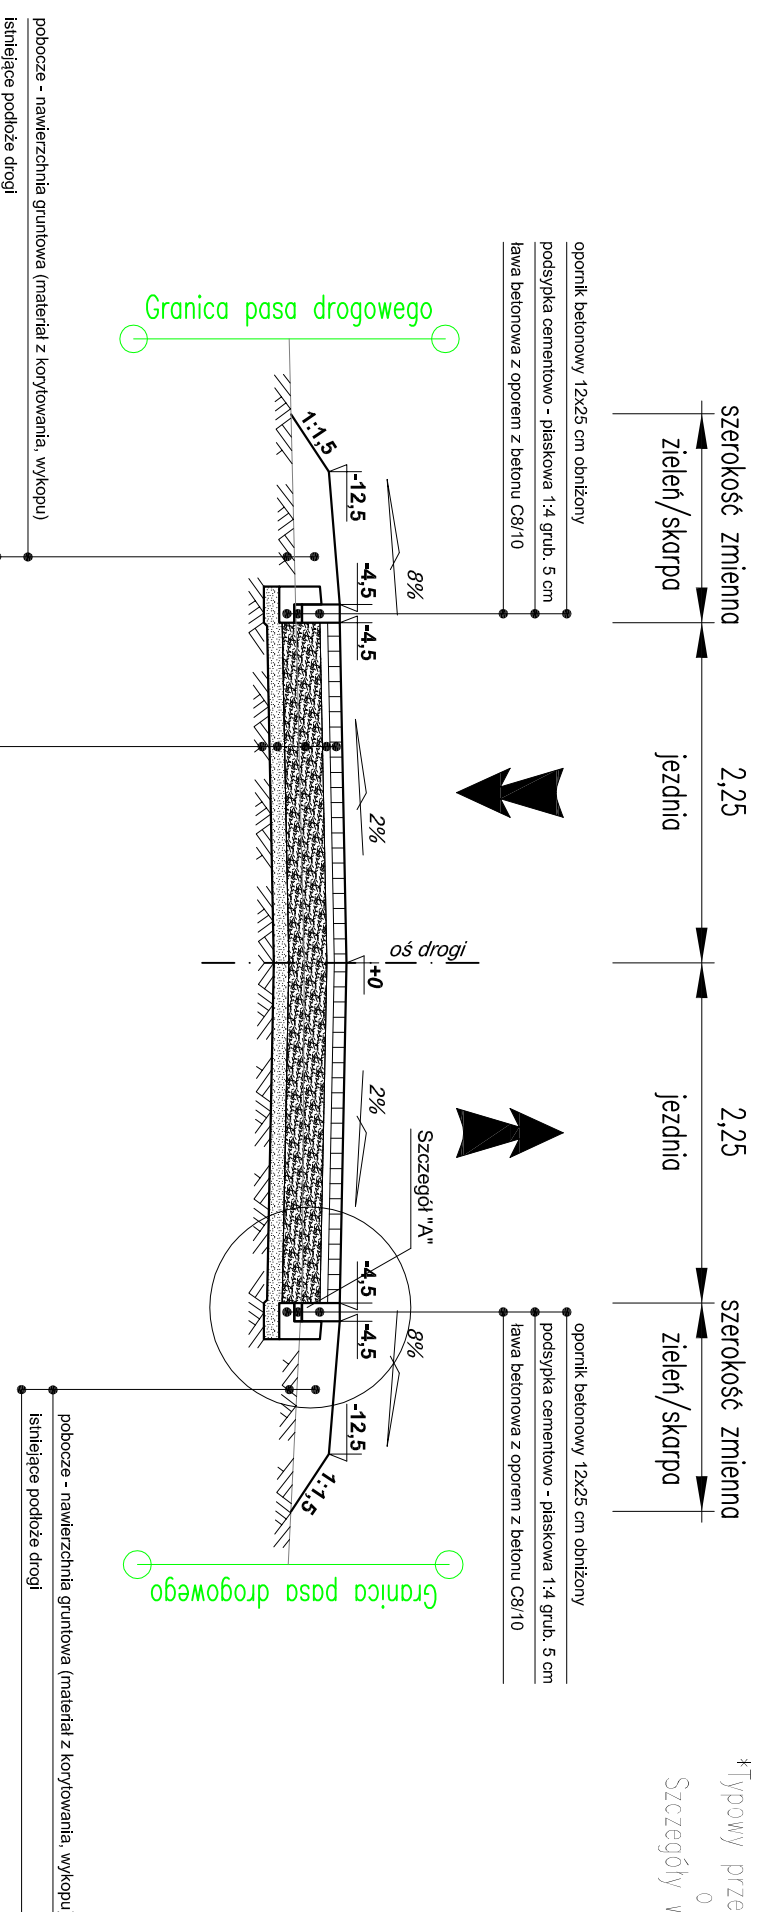 szerokość zmienna
zieleń/skarpa
2,25
jezdnia
2,25
jezdnia
szerokość zmienna
zieleń/skarpa
opornik betonowy 12x25 cm obniżony
podsypka cementowo - piaskowa 1:4 grub. 5 cm
ława betonowa z oporem z betonu C8/10
opornik betonowy 12x25 cm obniżony
podsypka cementowo - piaskowa 1:4 grub. 5 cm
ława betonowa z oporem z betonu C8/10
*Typowy prze
o
Szczegóły w
Granica pasa drogowego
1:1,5
-12,5
8%
-4,5
-4,5
2%
oś drogi
+0
2%
Szczegół "A"
-4,5
-4,5
8%
-12,5
1:1,5
Granica pasa drogowego
pobocze - nawierzchnia gruntowa (materiał z korytowania, wykopu)
istniejące podłoże drogi
pobocze - nawierzchnia gruntowa (materiał z korytowania, wykopu)
istniejące podłoże drogi